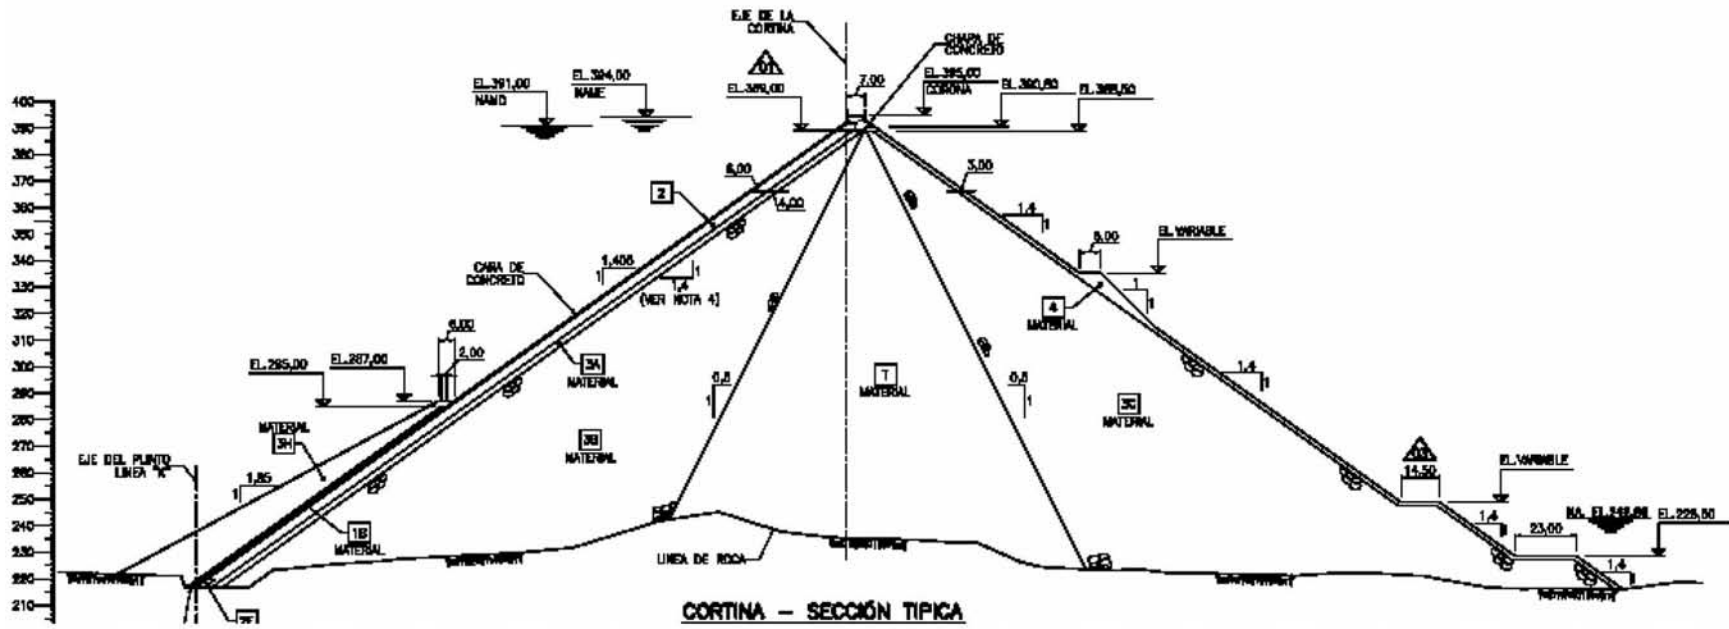 EJE DE LA
CORTINA
CHAPA DE
CONCRETO
01
7,00
EL.391,00
NAMO
EL.394,00
NAME
EL.389,00
EL.395,00
CORONA
EL.390,60
EL.388,50
400
390
380
370
360
350
340
330
320
310
300
290
280
270
260
250
240
230
220
210
6,00
4,00
2
3,00
1,4
1
5,00
EL.VARIABLE
CARA DE
CONCRETO
1
1,1
1,4
(VER NOTA 4)
1
1
4
MATERIAL
6,00
2,00
EL.285,00
EL.287,00
3A
MATERIAL
0,5
1
T
MATERIAL
0,5
1
3C
MATERIAL
1,4
1
MATERIAL
3H
3B
MATERIAL
EJE DEL PLINTO
LINEA "X"
1,85
1
1B
MATERIAL
LINEA DE ROCA
03
14,50
EL.VARIABLE
1,4
23,00
EL.228,00
1,4
CORTINA – SECCIÓN TIPICA